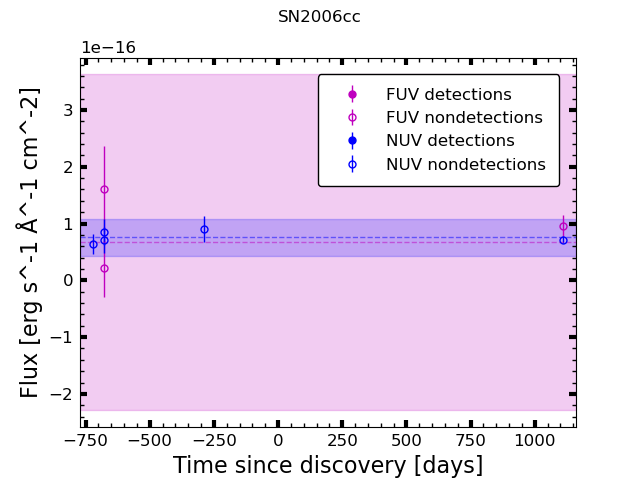 SN2006cc
1e−16
FUV detections
FUV nondetections
NUV detections
NUV nondetections
3
2
1
0
−1
−2
Flux [erg s^-1 Å^-1 cm^-2]
−750 −500 −250 0 250 500 750 1000
Time since discovery [days]